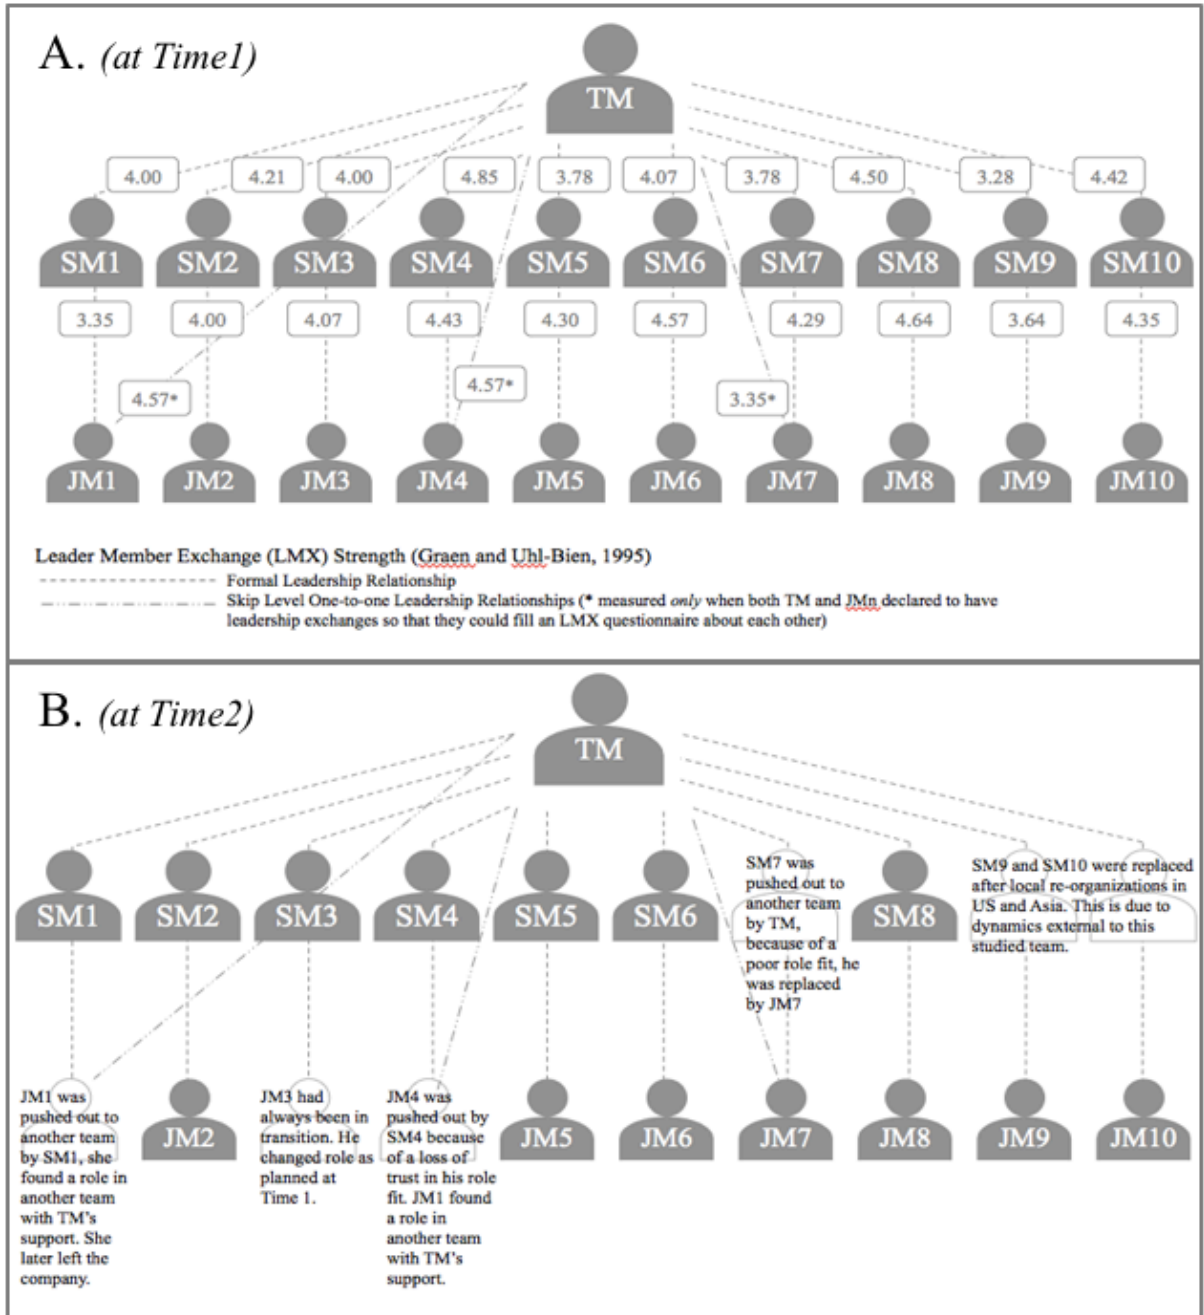 A. (at Time1)
TM
4.00 4.21 4.00 4.85 3.78 4.07 3.78 4.50 3.28 4.42
SM1 SM2 SM3 SM4 SM5 SM6 SM7 SM8 SM9 SM10
3.35 4.00 4.07 4.43 4.30 4.57 4.29 4.64 3.64 4.35
4.57* 4.57* 3.35*
JM1 JM2 JM3 JM4 JM5 JM6 JM7 JM8 JM9 JM10
Leader Member Exchange (LMX) Strength (Graen and Uhl-Bien, 1995)
Formal Leadership Relationship
Skip Level One-to-one Leadership Relationships (* measured only when both TM and JMn declared to have
leadership exchanges so that they could fill an LMX questionnaire about each other)
B. (at Time2)
TM
SM1 SM2 SM3 SM4 SM5 SM6
SM7 was
pushed out to
another team
by TM,
because of a
poor role fit, he
was replaced
by JM7
SM8
SM9 and SM10 were replaced
after local re-organizations in
US and Asia. This is due to
dynamics external to this
studied team.
JM1 was
pushed out to
another team
by SM1, she
found a role in
another team
with TM's
support. She
later left the
company.
JM2
JM3 had
always been in
transition. He
changed role as
planned at
Time 1.
JM4 was
pushed out by
SM4 because
of a loss of
trust in his role
fit. JM1 found
a role in
another team
with TM's
support.
JM5 JM6 JM7 JM8 JM9 JM10